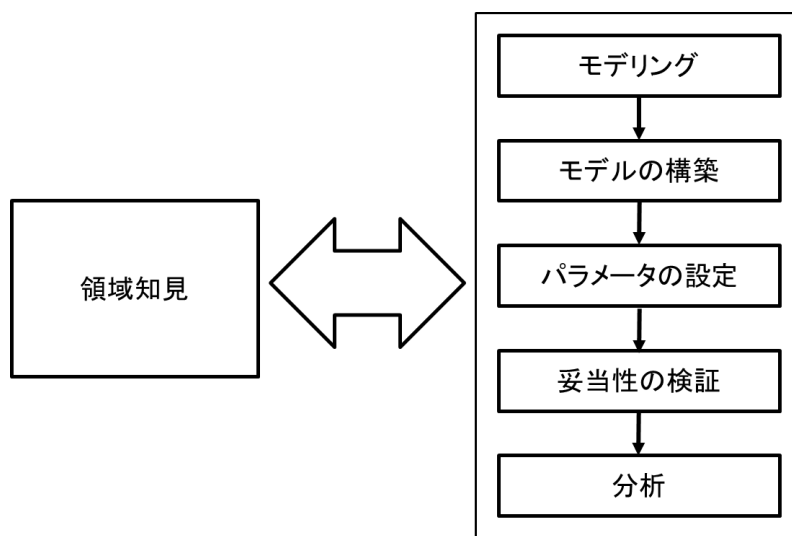 領域知見
モデリング
モデルの構築
パラメータの設定
妥当性の検証
分析